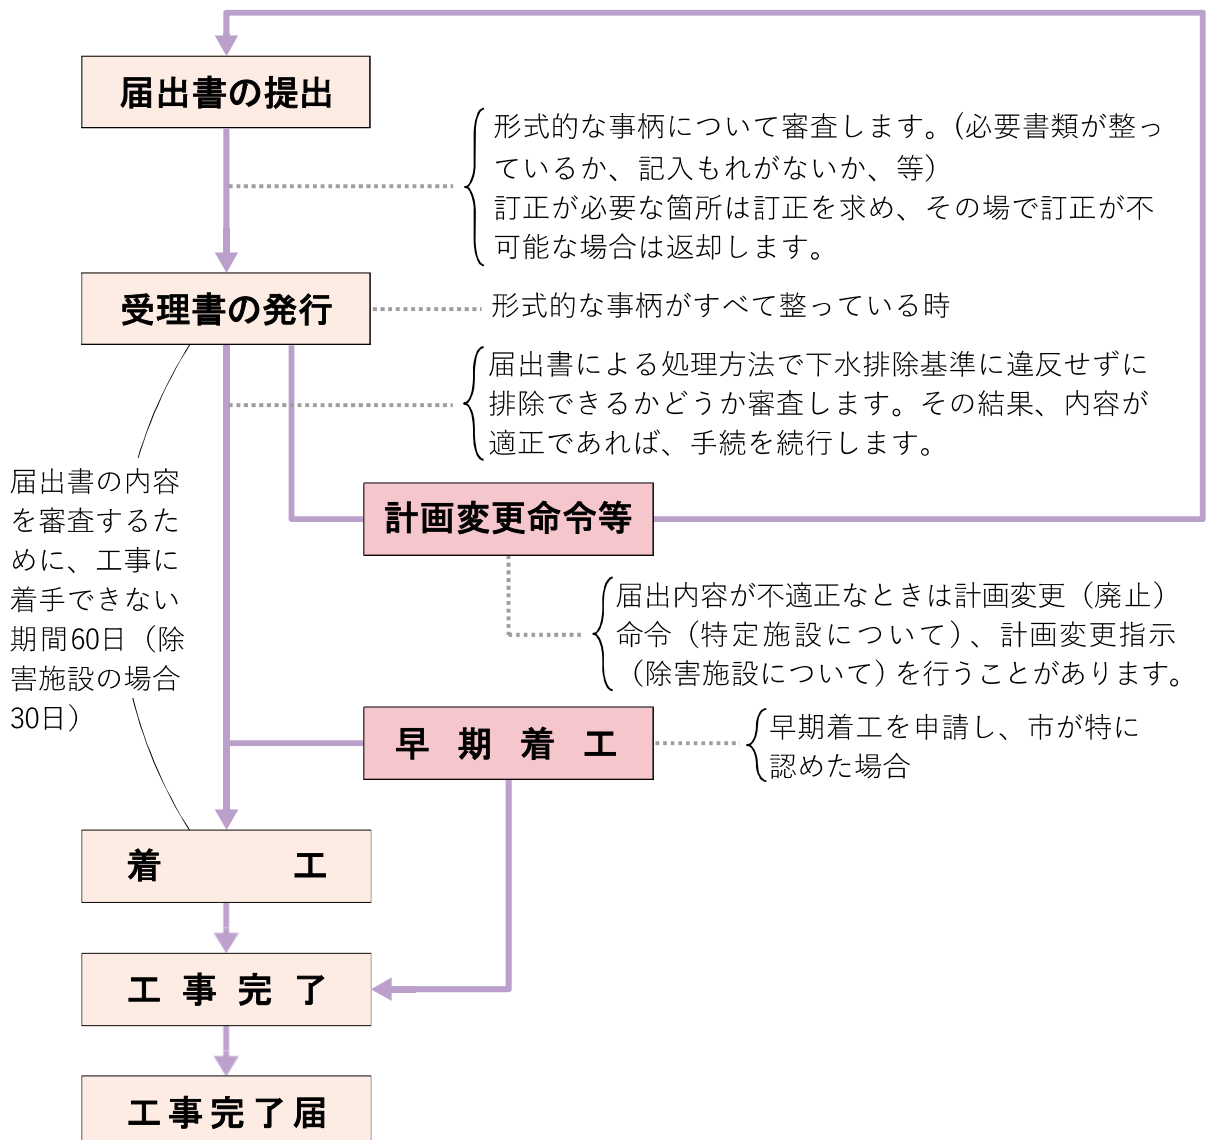 届出書の提出
形式的な事柄について審査します。（必要書類が整っ
ているか、記入もれがないか、等）
訂正が必要な箇所は訂正を求め、その場で訂正が不
可能な場合は返却します。
受理書の発行
形式的な事柄がすべて整っている時
届出書による処理方法で下水排除基準に違反せずに
排除できるかどうか審査します。その結果、内容が
適正であれば、手続を続行します。
届出書の内容
を審査するた
めに、工事に
着手できない
期間60日（除
害施設の場合
30日）
計画変更命令等
届出内容が不適正なときは計画変更（廃止）
命令（特定施設について）、計画変更指示
（除害施設について）を行うことがあります。
早期着工
早期着工を申請し、市が特に
認めた場合
着工
工事完了
工事完了届